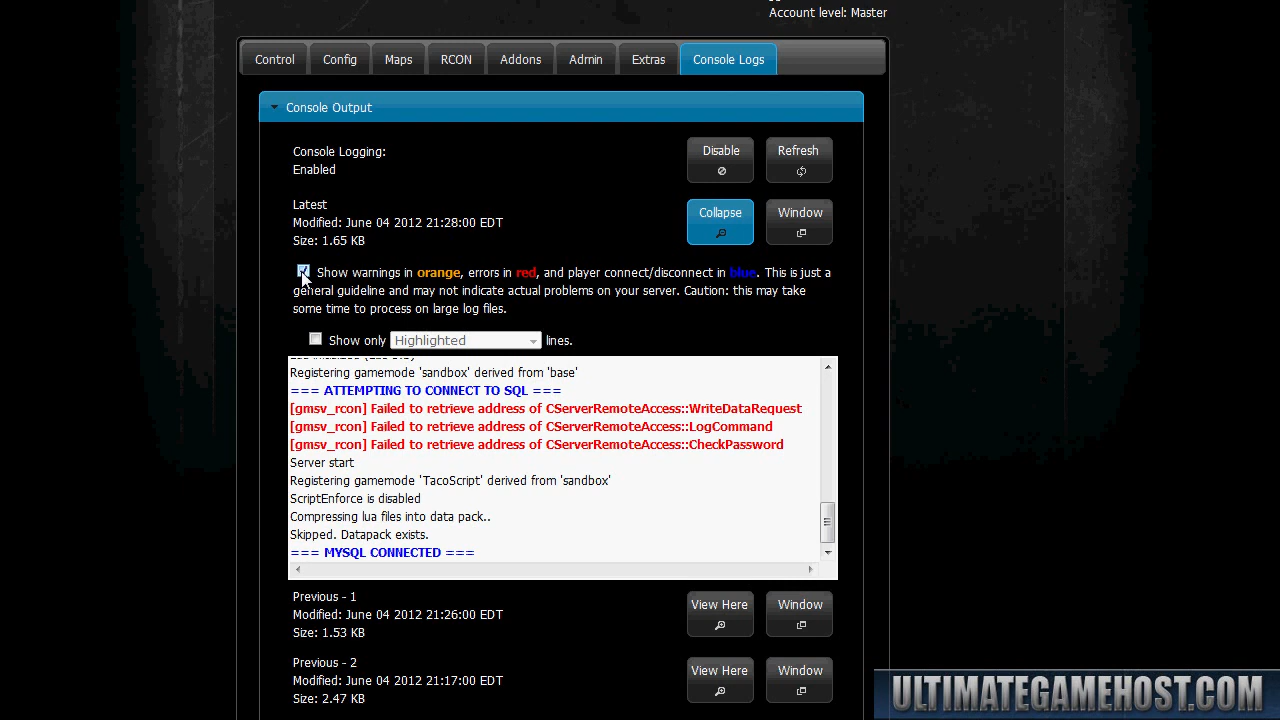 Account level: Master
Control Config Maps RCON Addons Admin Extras Console Logs
Console Output
Console Logging:
Enabled
Disable Refresh
Latest
Modified: June 04 2012 21:28:00 EDT
Size: 1.65 KB
Collapse Window
Show warnings in orange, errors in red, and player connect/disconnect in blue. This is just a
general guideline and may not indicate actual problems on your server. Caution: this may take
some time to process on large log files.
Show only Highlighted lines.
Registering gamemode 'sandbox' derived from 'base'
=== ATTEMPTING TO CONNECT TO SQL ===
[gmsv_rcon] Failed to retrieve address of CServerRemoteAccess::WriteDataRequest
[gmsv_rcon] Failed to retrieve address of CServerRemoteAccess::LogCommand
[gmsv_rcon] Failed to retrieve address of CServerRemoteAccess::CheckPassword
Server start
Registering gamemode 'TacoScript' derived from 'sandbox'
ScriptEnforce is disabled
Compressing lua files into data pack..
Skipped. Datapack exists.
=== MYSQL CONNECTED ===
Previous - 1
Modified: June 04 2012 21:26:00 EDT
Size: 1.53 KB
View Here Window
Previous - 2
Modified: June 04 2012 21:17:00 EDT
Size: 2.47 KB
View Here Window
ULTIMATEGAMEHOST.COM